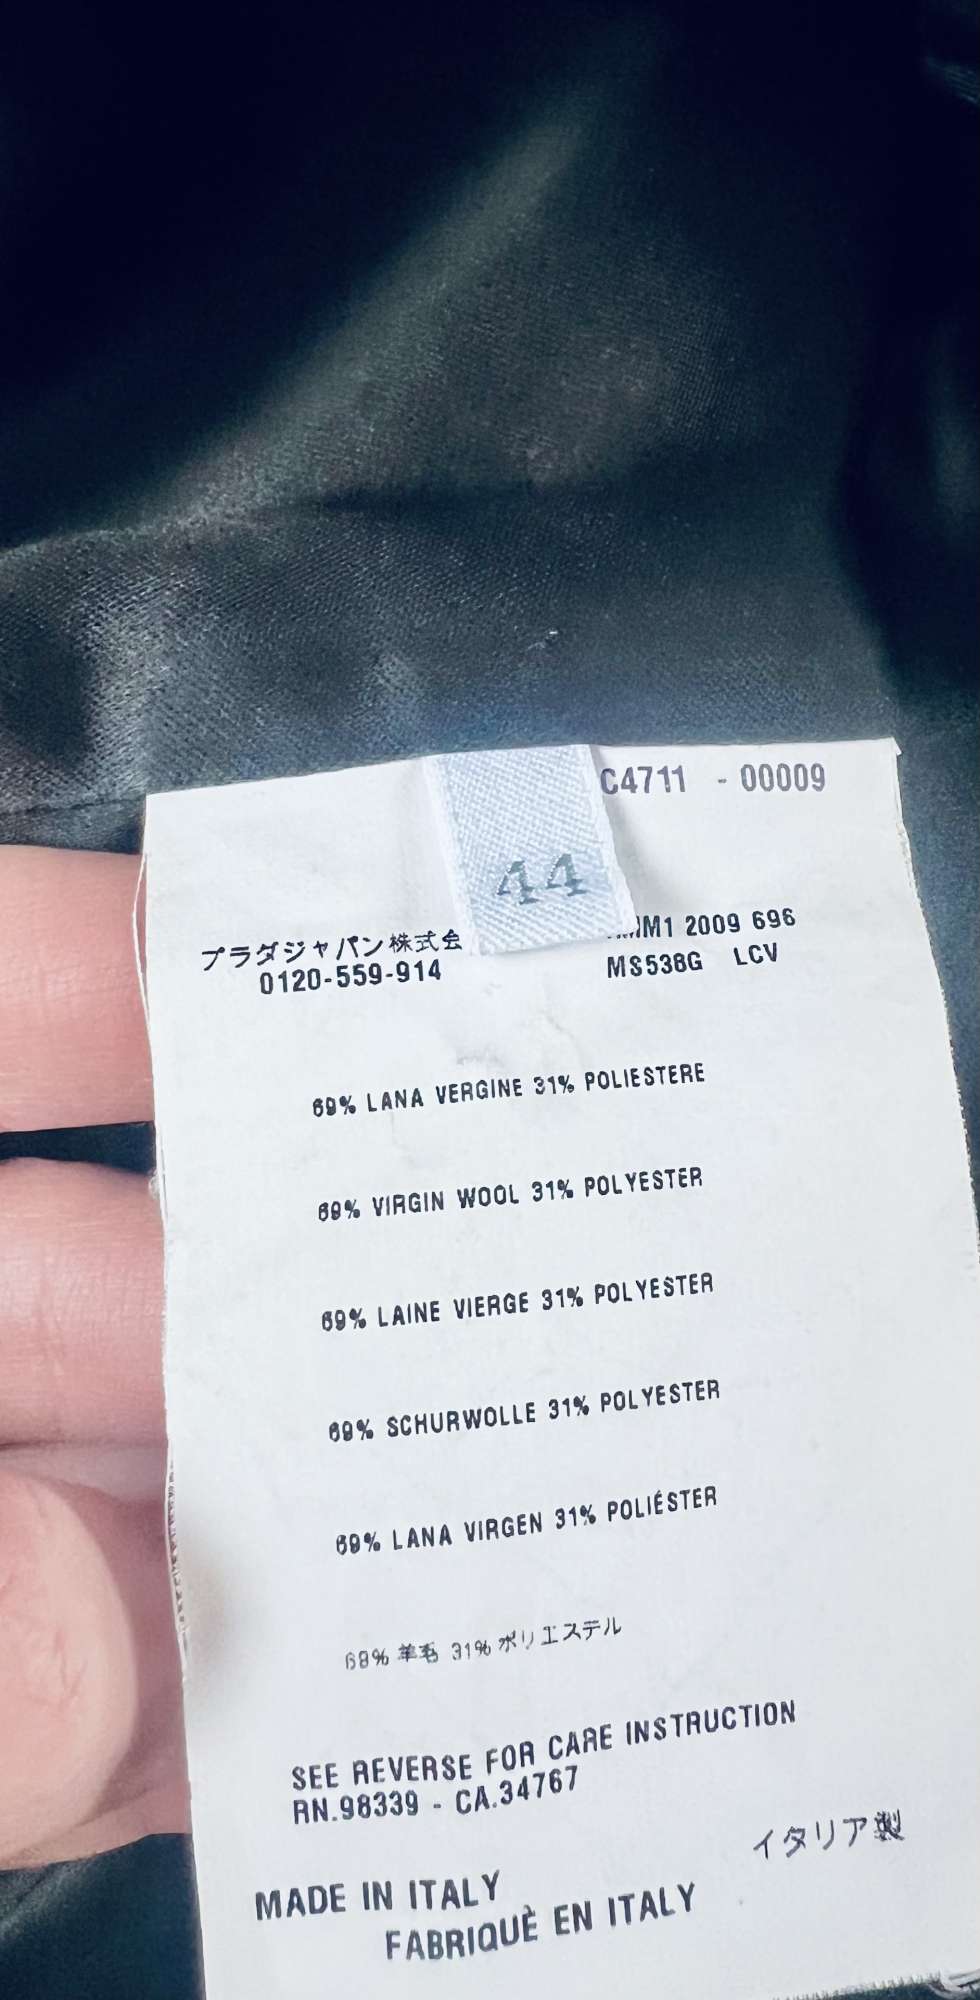 C4711 - 00009
44
プラダジャパン株式会
0120-559-914
M1 2009 696
MS538G LCV
69% LANA VERGINE 31% POLIESTERE
69% VIRGIN WOOL 31% POLYESTER
69% LAINE VIERGE 31% POLYESTER
69% SCHURWOLLE 31% POLYESTER
69% LANA VIRGEN 31% POLIÉSTER
69% 羊毛 31% ポリエステル
SEE REVERSE FOR CARE INSTRUCTION
RN.98339 - CA.34767
イタリア製
MADE IN ITALY
FABRIQUÈ EN ITALY